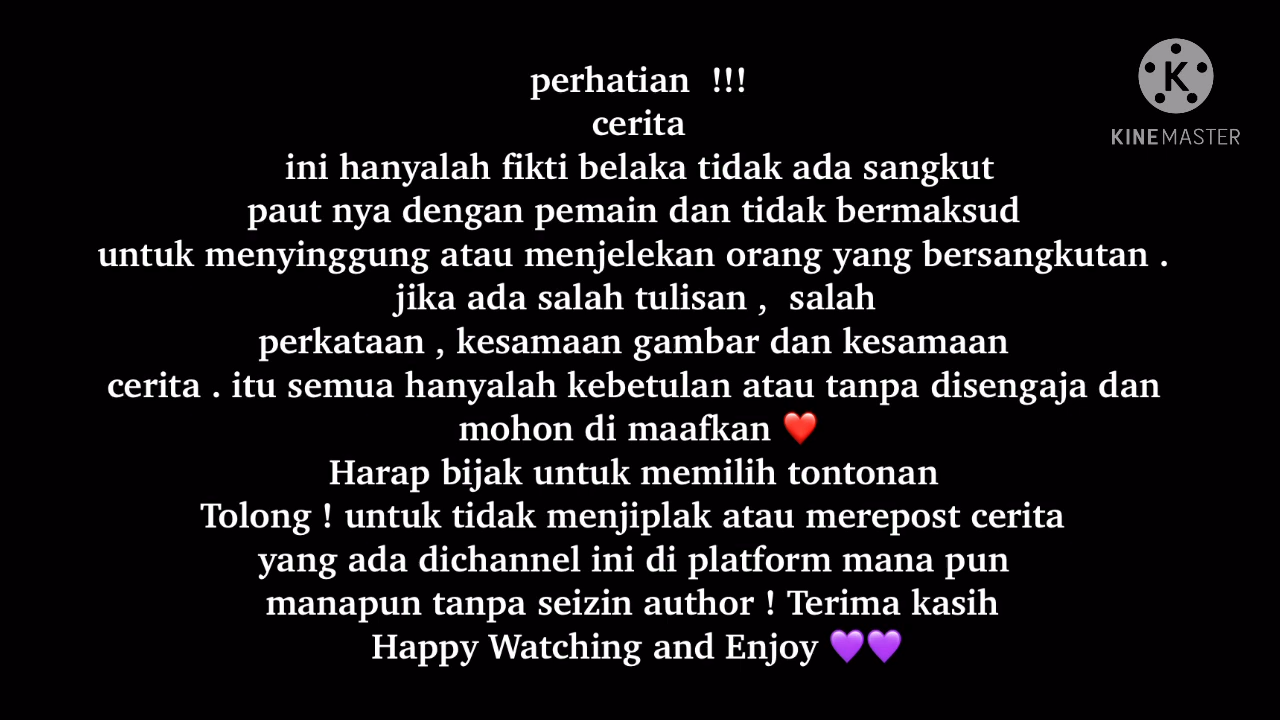 perhatian  !!!
cerita
ini hanyalah fikti belaka tidak ada sangkut
paut nya dengan pemain dan tidak bermaksud
untuk menyinggung atau menjelekan orang yang bersangkutan .
jika ada salah tulisan ,  salah
perkataan , kesamaan gambar dan kesamaan
cerita . itu semua hanyalah kebetulan atau tanpa disengaja dan
mohon di maafkan ❤️
Harap bijak untuk memilih tontonan
Tolong ! untuk tidak menjiplak atau merepost cerita
yang ada dichannel ini di platform mana pun
manapun tanpa seizin author ! Terima kasih
Happy Watching and Enjoy 💜💜
K
KINEMASTER